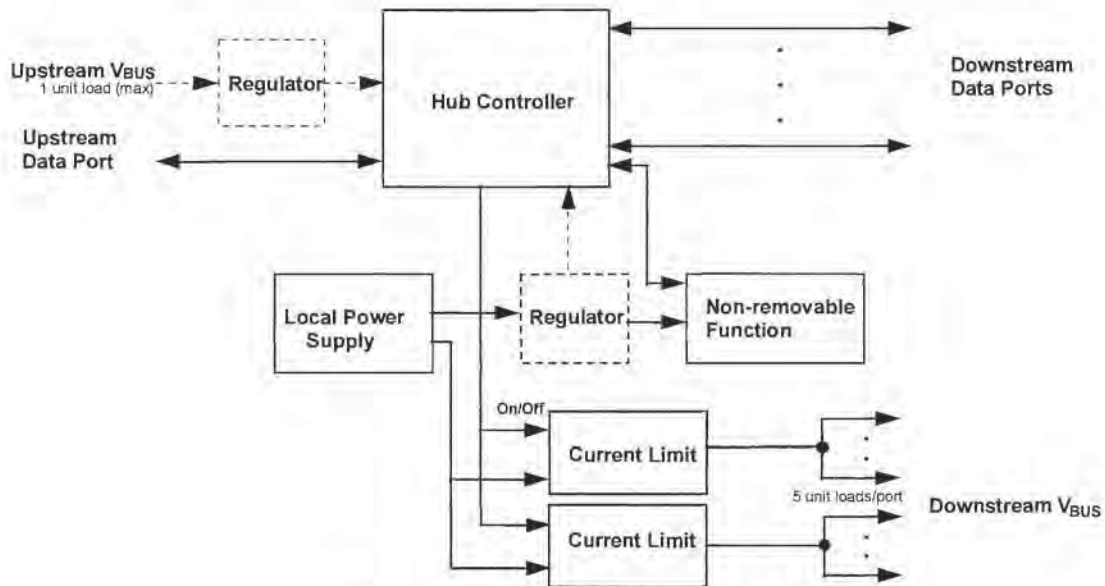 Upstream VBUS
1 unit load (max)
Regulator
Hub Controller
Downstream
Data Ports
Upstream
Data Port
Local Power
Supply
Regulator
Non-removable
Function
On/Off
Current Limit
5 unit loads/port
Downstream VBUS
Current Limit